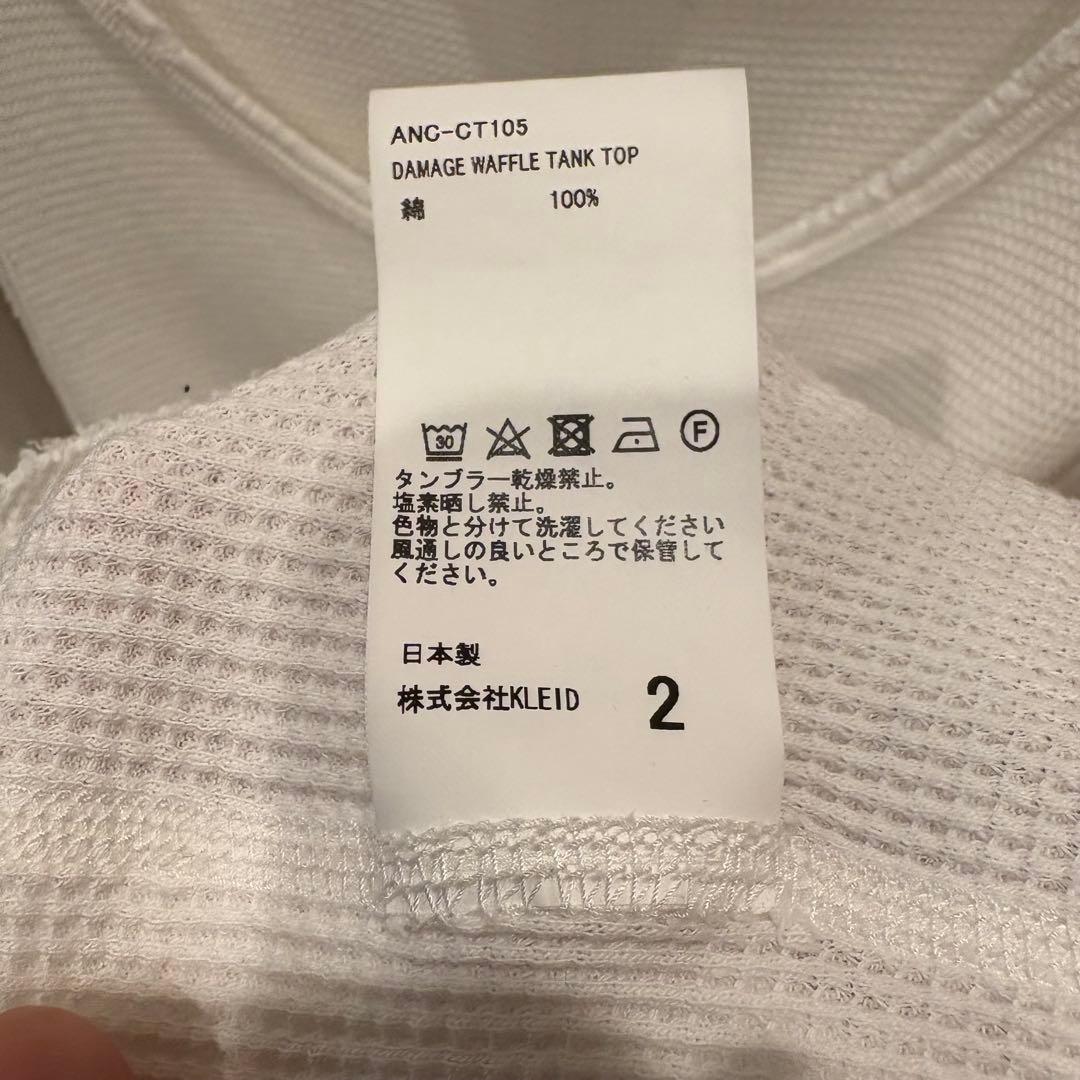 ANC-CT105
DAMAGE WAFFLE TANK TOP
綿 100%
30 F
タンブラー乾燥禁止。
塩素晒し禁止。
色物と分けて洗濯してください
風通しの良いところで保管して
ください。
日本製
株式会社KLEID 2